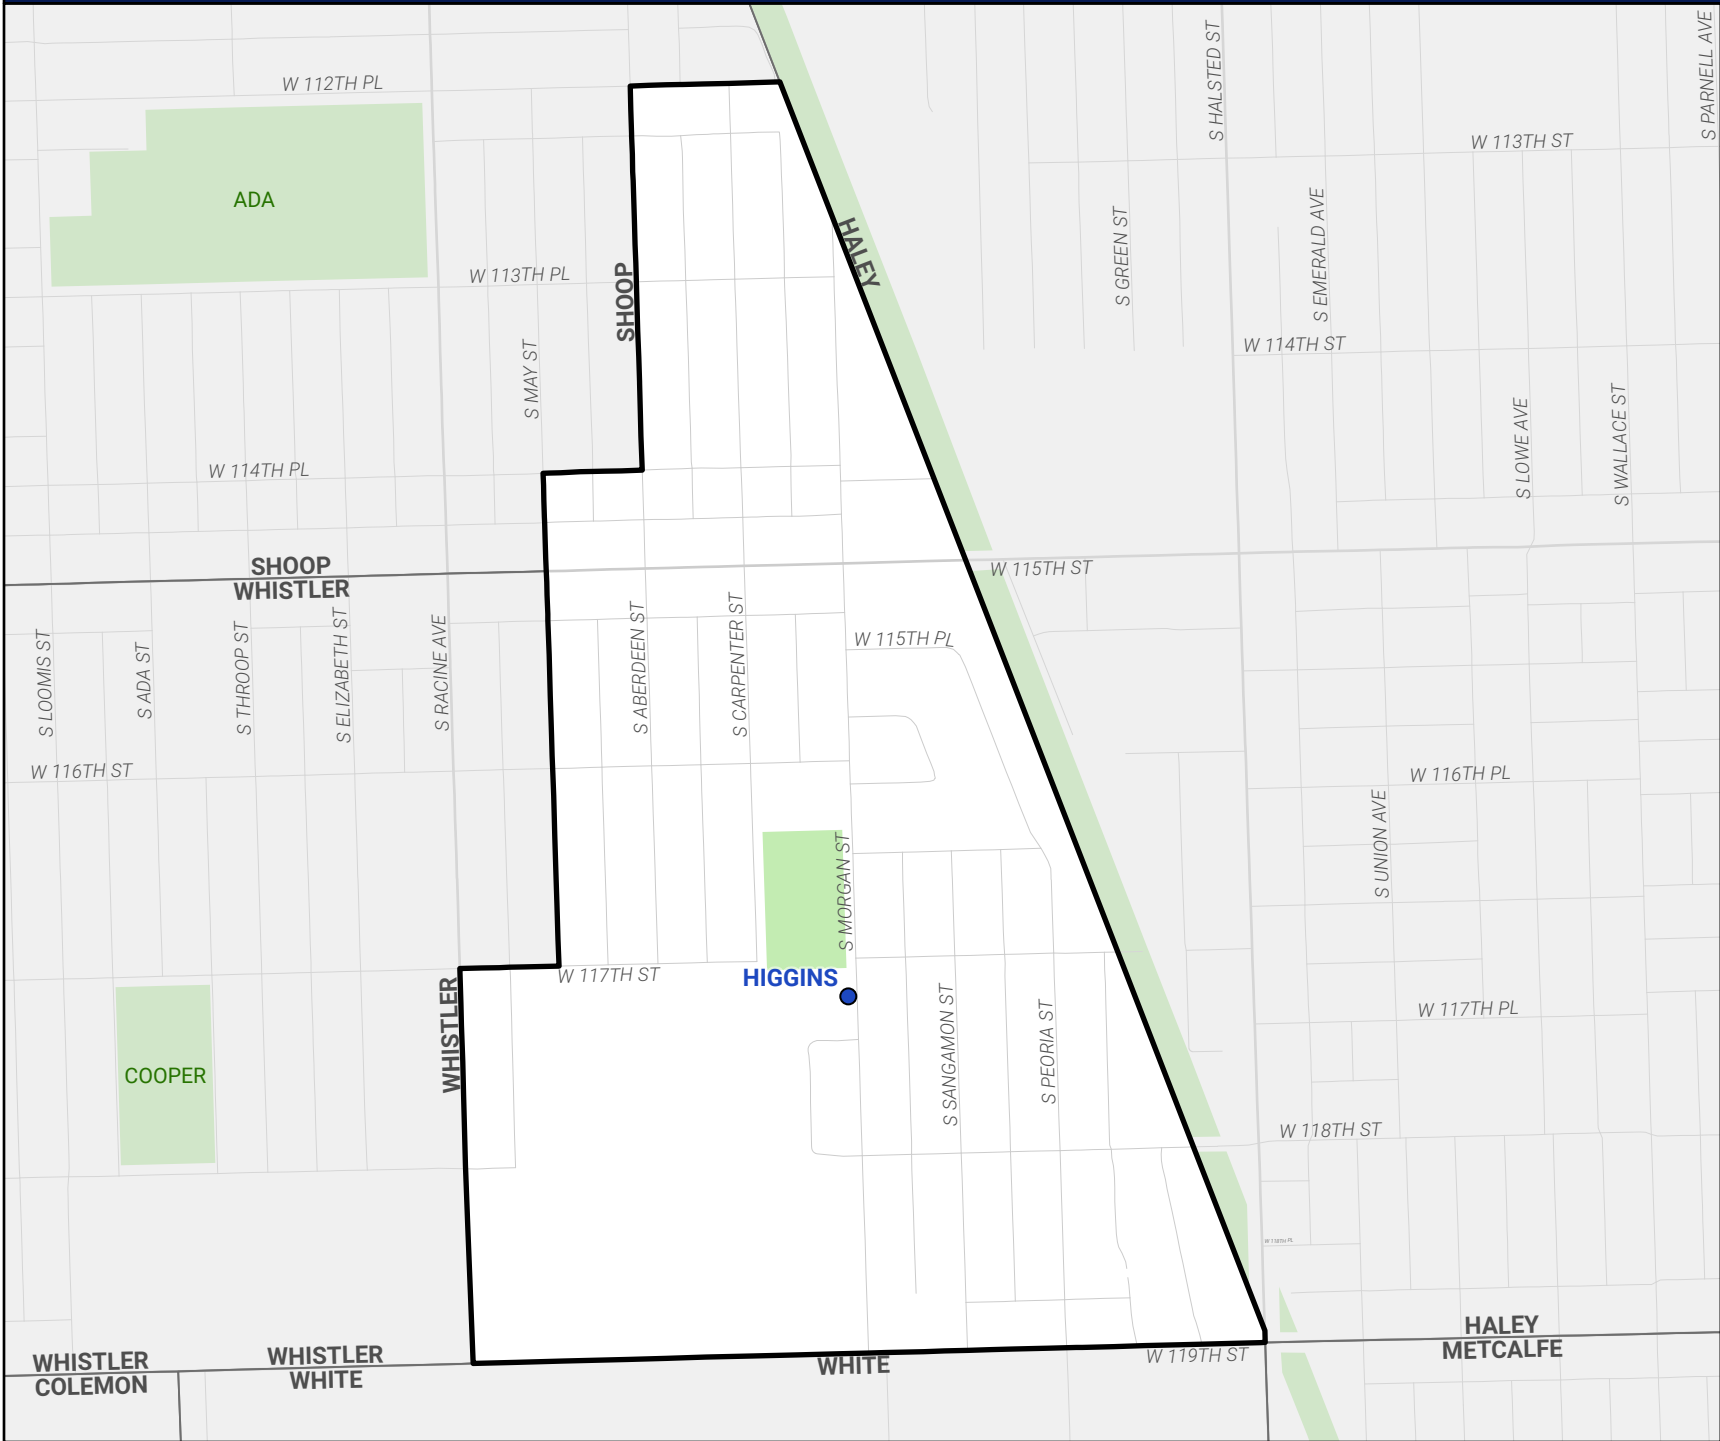 S HALSTED ST
S PARNELL AVE
W 112TH PL
W 113TH ST
ADA
S EMERALD AVE
S GREEN ST
HALEY
W 113TH PL
SHOOP
W 114TH ST
S MAY ST
S LOWE AVE
S WALLACE ST
W 114TH PL
SHOOP
WHISTLER
W 115TH ST
S LOOMIS ST
S ADA ST
S THROOP ST
S ELIZABETH ST
S RACINE AVE
S ABERDEEN ST
S CARPENTER ST
W 115TH PL
W 116TH ST
W 116TH PL
S UNION AVE
S MORGAN ST
W 117TH ST
HIGGINS
WHISTLER
S SANGAMON ST
S PEORIA ST
W 117TH PL
COOPER
W 118TH ST
W 118TH PL
HALEY
METCALFE
WHISTLER
COLEMON
WHISTLER
WHITE
WHITE
W 119TH ST